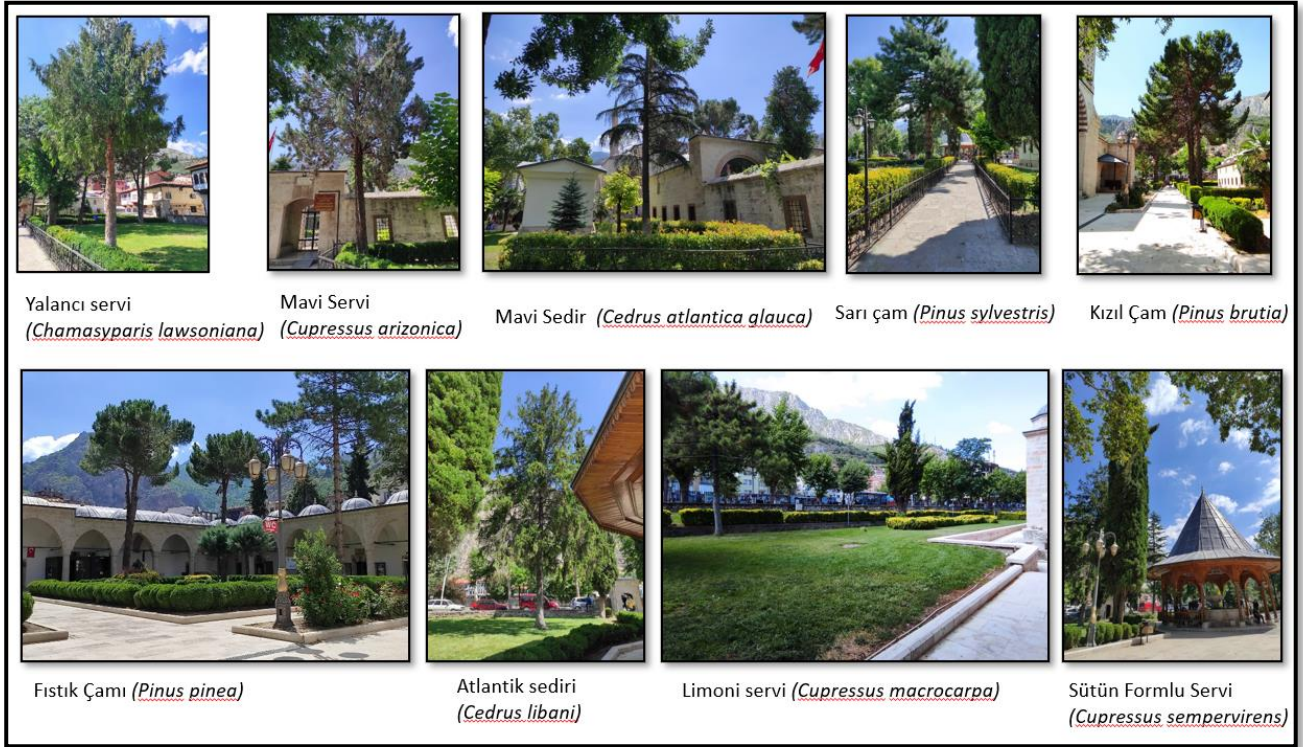 Yalancı servi
(Chamasyparis lawsoniana)
Mavi Servi
(Cupressus arizonica)
Mavi Sedir (Cedrus atlantica glauca)
Sarı çam (Pinus sylvestris)
Kızıl Çam (Pinus brutia)
WC
Fıstık Çamı (Pinus pinea)
Atlantik sediri
(Cedrus libani)
Limoni servi (Cupressus macrocarpa)
Sütün Formlu Servi
(Cupressus sempervirens)